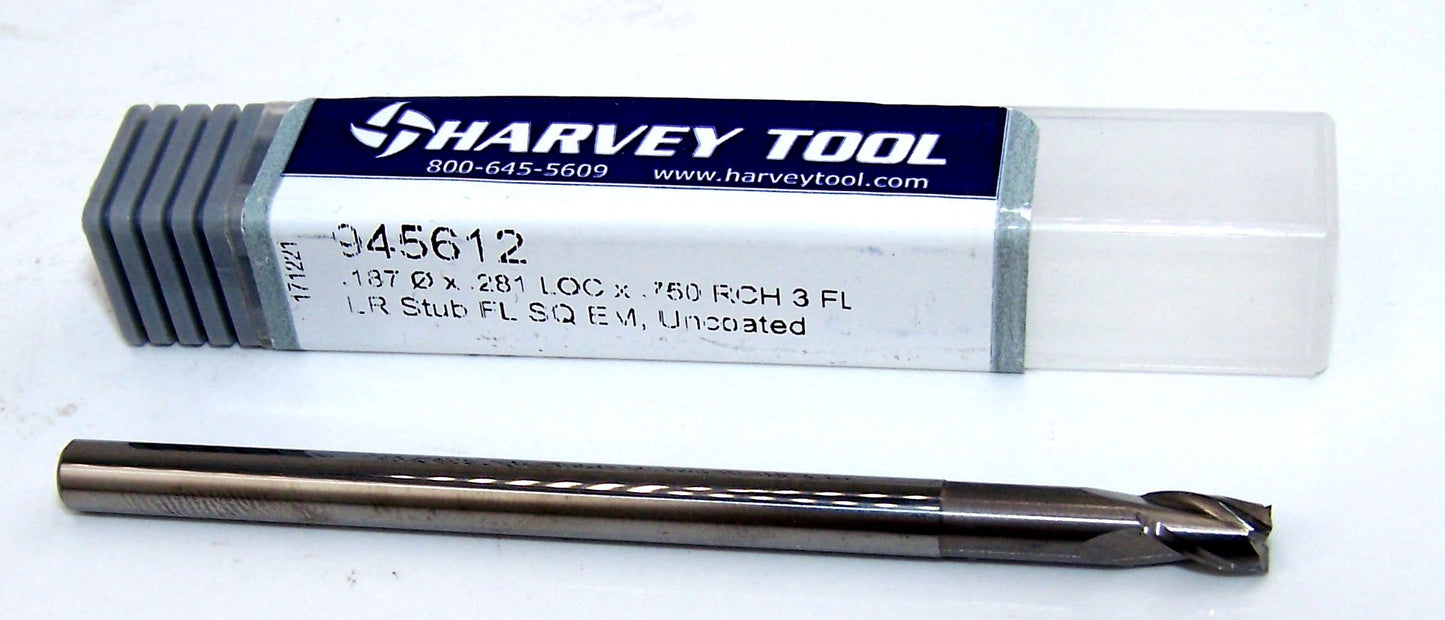 HARVEY TOOL
800-645-5609 www.harveytool.com
945612
.187 Ø x .281 LOC x .750 RCH 3 FL
LR Stub FL SQ EM, Uncoated
171221